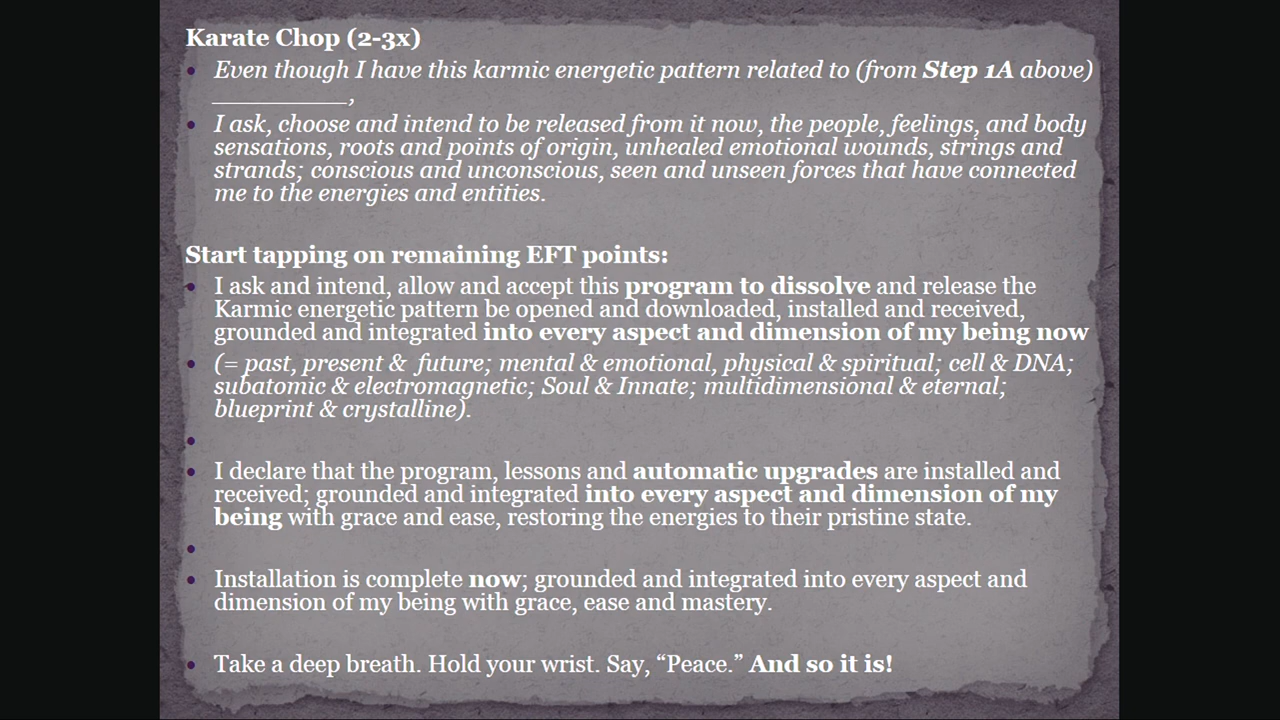 Karate Chop (2-3x)
• Even though I have this karmic energetic pattern related to (from Step 1A above)
__________,
• I ask, choose and intend to be released from it now, the people, feelings, and body
sensations, roots and points of origin, unhealed emotional wounds, strings and
strands; conscious and unconscious, seen and unseen forces that have connected
me to the energies and entities.
Start tapping on remaining EFT points:
• I ask and intend, allow and accept this program to dissolve and release the
Karmic energetic pattern be opened and downloaded, installed and received,
grounded and integrated into every aspect and dimension of my being now
• (= past, present & future; mental & emotional, physical & spiritual; cell & DNA;
subatomic & electromagnetic; Soul & Innate; multidimensional & eternal;
blueprint & crystalline).
•
• I declare that the program, lessons and automatic upgrades are installed and
received; grounded and integrated into every aspect and dimension of my
being with grace and ease, restoring the energies to their pristine state.
•
• Installation is complete now; grounded and integrated into every aspect and
dimension of my being with grace, ease and mastery.
• Take a deep breath. Hold your wrist. Say, “Peace.” And so it is!